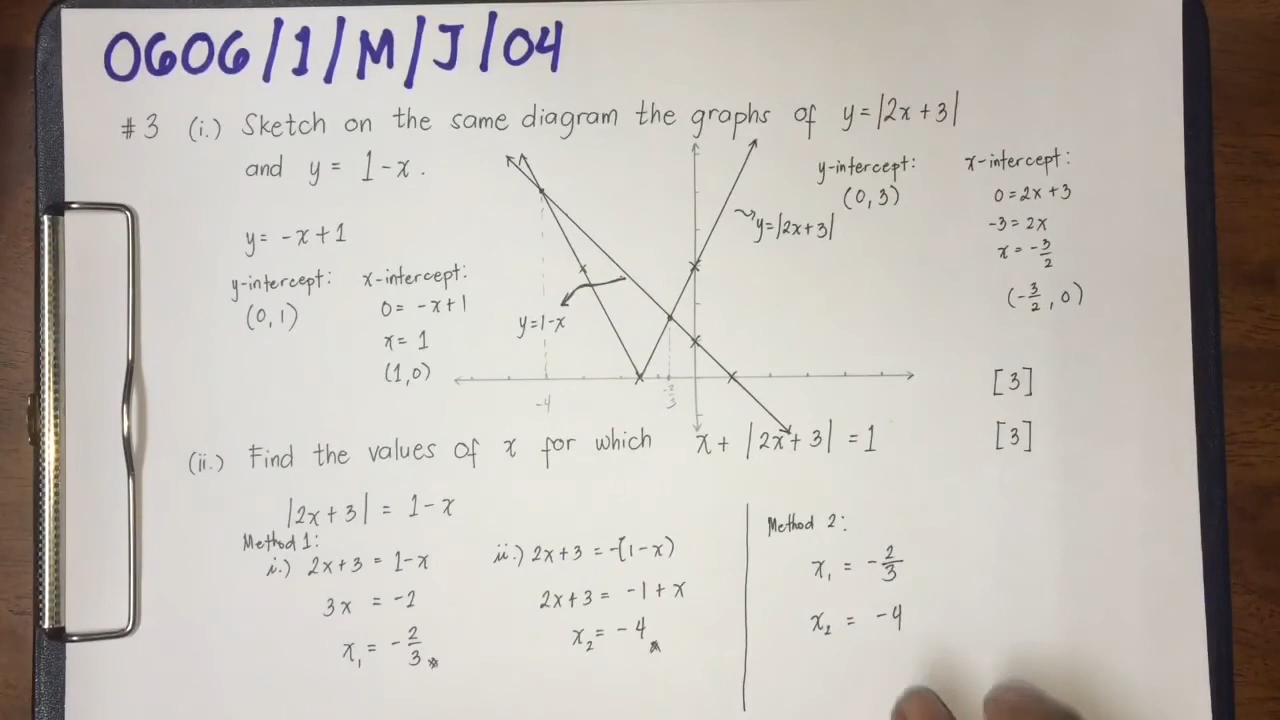 0606/1/M/J/04
#3 (i.) Sketch on the same diagram the graphs of y=|2x+3|
and y = 1-x.
y = -x+1
y-intercept:
(0,1)
x-intercept:
0 = -x+1
x = 1
(1,0)
y=1-x
y=|2x+3|
-4
-2/3
y-intercept:
(0,3)
x-intercept:
0=2x+3
-3=2x
x = -3/2
(-3/2, 0)
[3]
(ii.) Find the values of x for which x + |2x+3| = 1
[3]
|2x+3| = 1-x
Method 1:
i.) 2x+3 = 1-x
3x = -2
x₁ = -2/3
ii.) 2x+3 = -(1-x)
2x+3 = -1+x
x₂ = -4
Method 2:
x₁ = -2/3
x₂ = -4